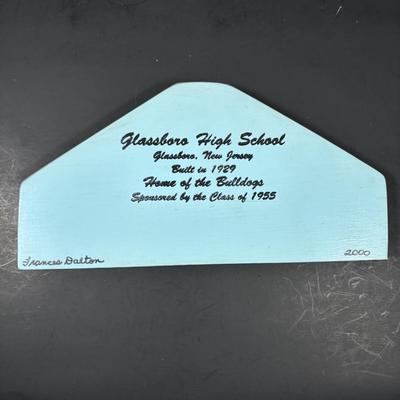 Glassboro High School
Glassboro, New Jersey
Built in 1929
Home of the Bulldogs
Sponsored by the Class of 1955
Frances Dalton 2000